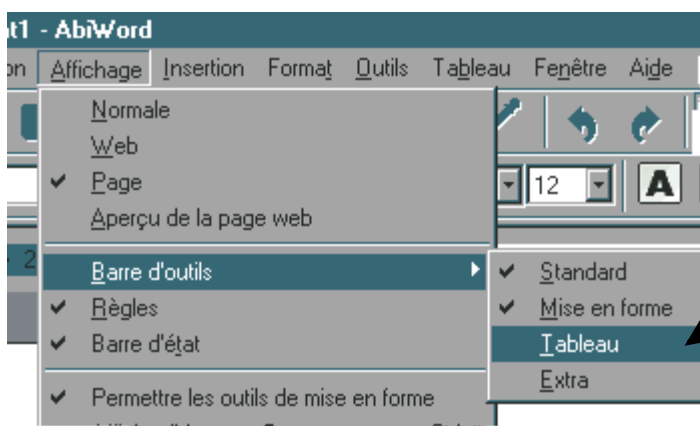 t1 - AbiWord
on Affichage Insertion Format Outils Tableau Fenêtre Aide
Normale
Web
Page
Aperçu de la page web
12 A
2
Barre d'outils
Standard
Règles
Mise en forme
Barre d'état
Tableau
Extra
Permettre les outils de mise en forme